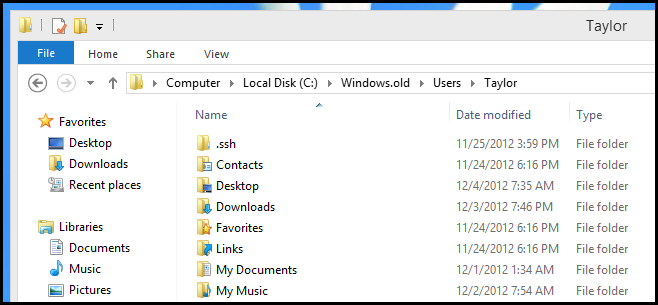 Taylor
File Home Share View
Computer Local Disk (C:) Windows.old Users Taylor
Favorites
Desktop
Downloads
Recent places
Libraries
Documents
Music
Pictures
Name Date modified Type
.ssh 11/25/2012 3:59 PM File folder
Contacts 11/24/2012 6:16 PM File folder
Desktop 12/4/2012 7:35 AM File folder
Downloads 12/3/2012 7:46 PM File folder
Favorites 11/24/2012 6:16 PM File folder
Links 11/24/2012 6:16 PM File folder
My Documents 12/1/2012 1:34 AM File folder
My Music 12/2/2012 7:54 AM File folder